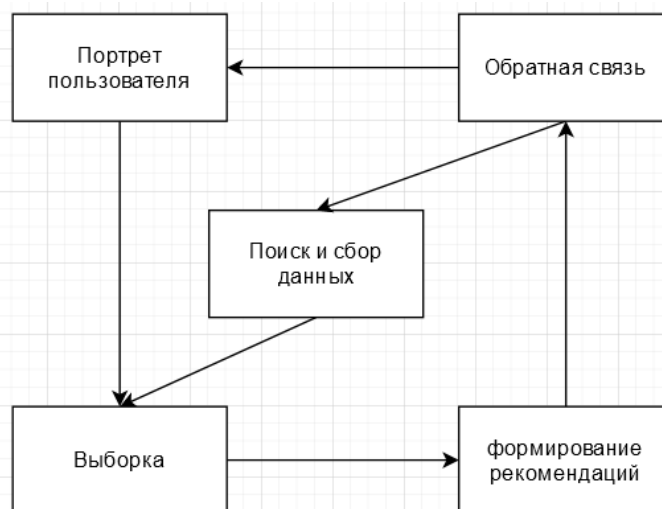 Портрет
пользователя
Обратная связь
Поиск и сбор
данных
Выборка
формирование
рекомендаций